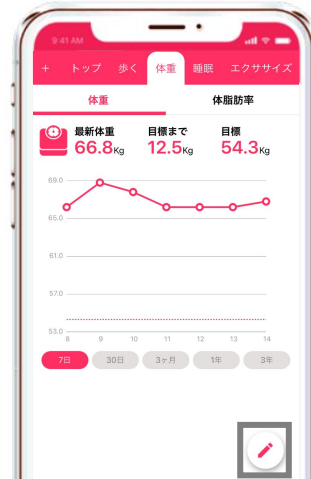 9:41 AM
+ トップ 歩く 体重 睡眠 エクササイズ
体重 体脂肪率
最新体重 目標まで 目標
66.8Kg 12.5Kg 54.3Kg
69.0
65.0
61.0
57.0
53.0
8 9 10 11 12 13 14
7日 30日 3ヶ月 1年 3年